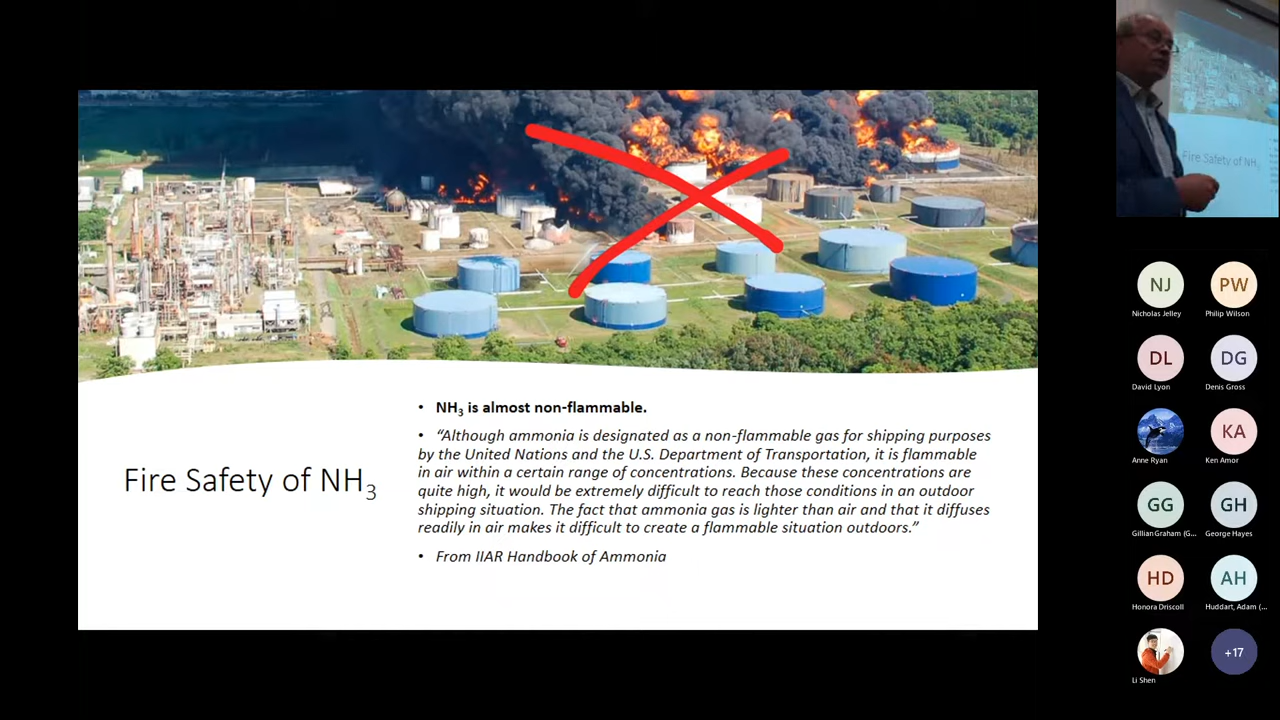 Fire Safety of NH₃
• NH₃ is almost non-flammable.
• “Although ammonia is designated as a non-flammable gas for shipping purposes
by the United Nations and the U.S. Department of Transportation, it is flammable
in air within a certain range of concentrations. Because these concentrations are
quite high, it would be extremely difficult to reach those conditions in an outdoor
shipping situation. The fact that ammonia gas is lighter than air and that it diffuses
readily in air makes it difficult to create a flammable situation outdoors.”
• From IIAR Handbook of Ammonia
Fire Safety of NH₃
NJ
Nicholas Jelley
PW
Philip Wilson
DL
David Lyon
DG
Denis Gross
Anne Ryan
KA
Ken Amor
GG
Gillian Graham (G...
GH
George Hayes
HD
Honora Driscoll
AH
Huddart, Adam (...
Li Shen
+17